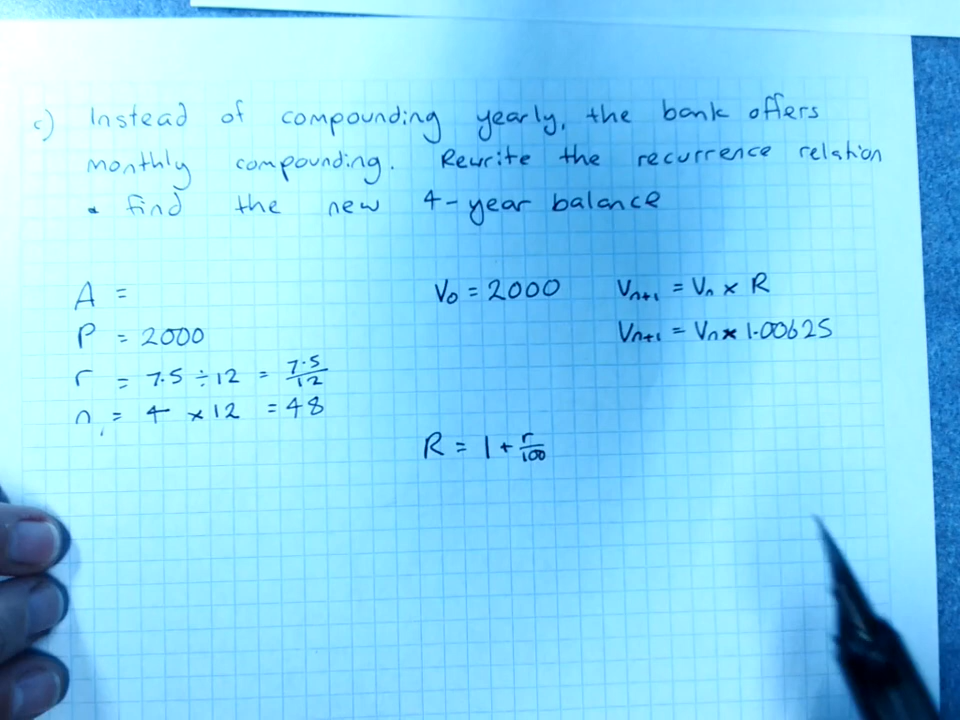 c) Instead of compounding yearly, the bank offers
monthly compounding. Rewrite the recurrence relation
find the new 4-year balance
A =
P = 2000
r = 7.5 ÷ 12 = 7.5/12
n = 4 × 12 = 48
V₀ = 2000
Vₙ₊₁ = Vₙ × R
Vₙ₊₁ = Vₙ × 1.00625
R = 1 + r/100